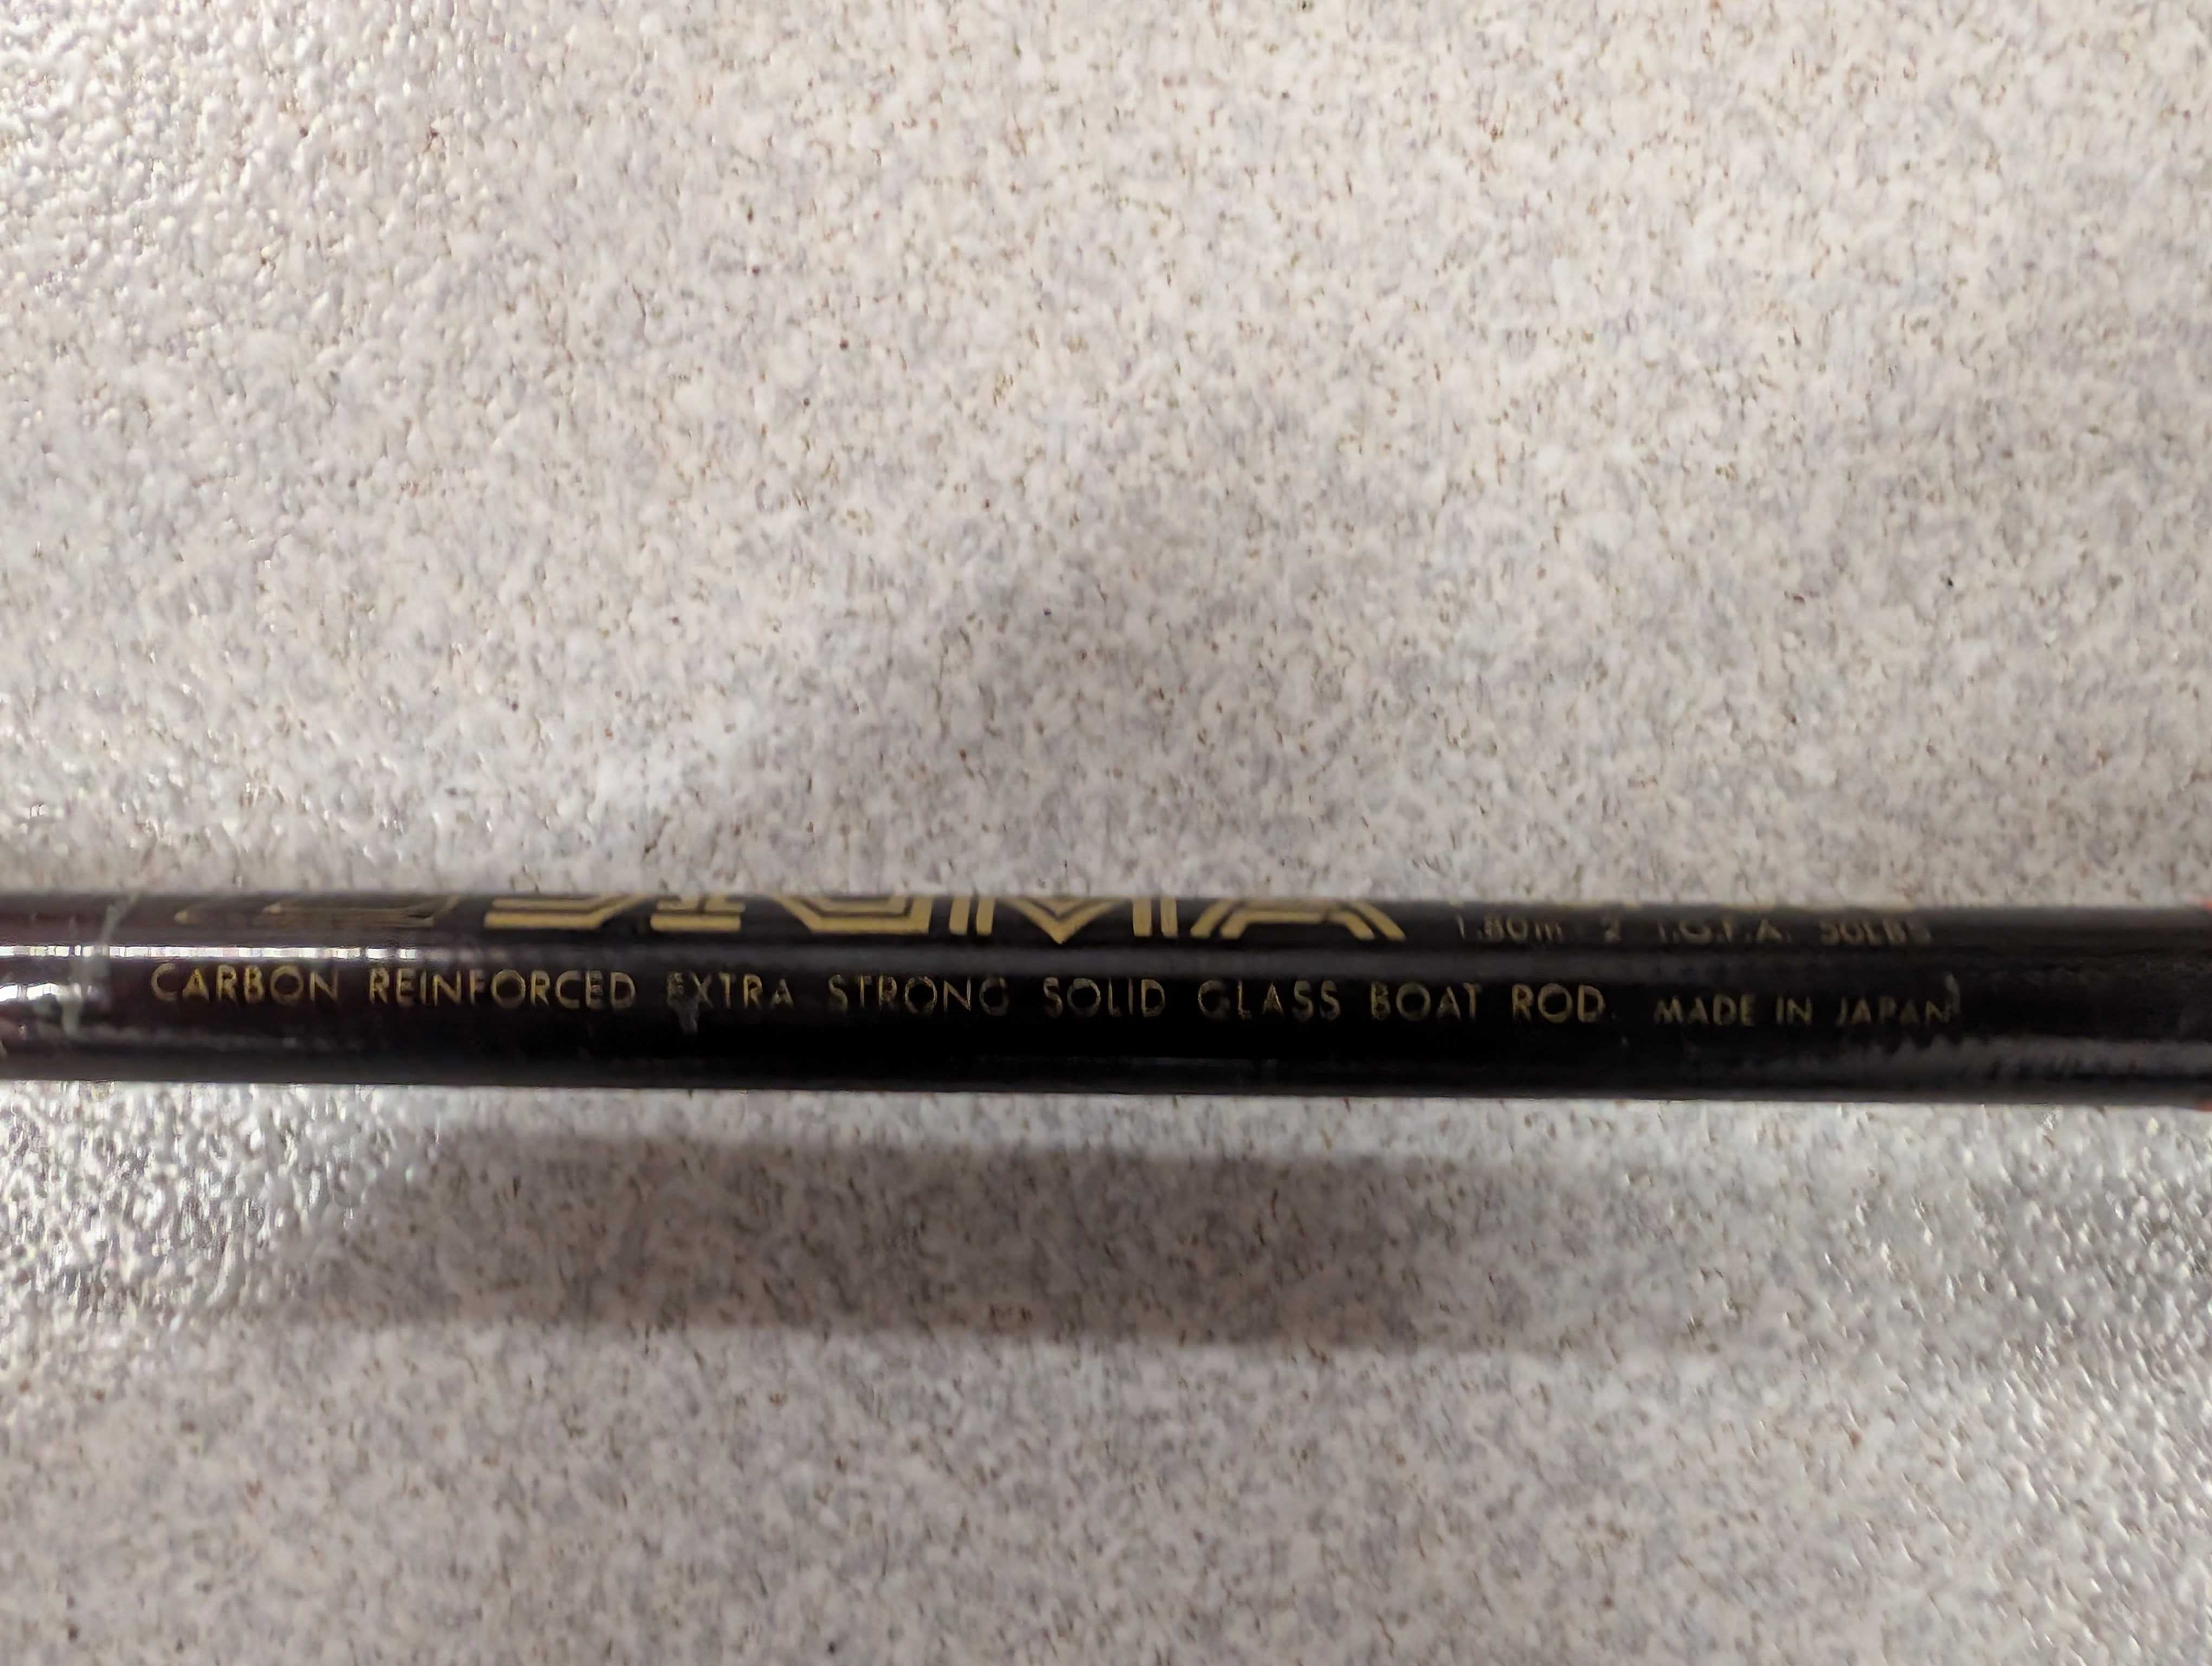 1.80m 2 I.G.F.A. 50LBS
CARBON REINFORCED EXTRA STRONG SOLID GLASS BOAT ROD. MADE IN JAPAN